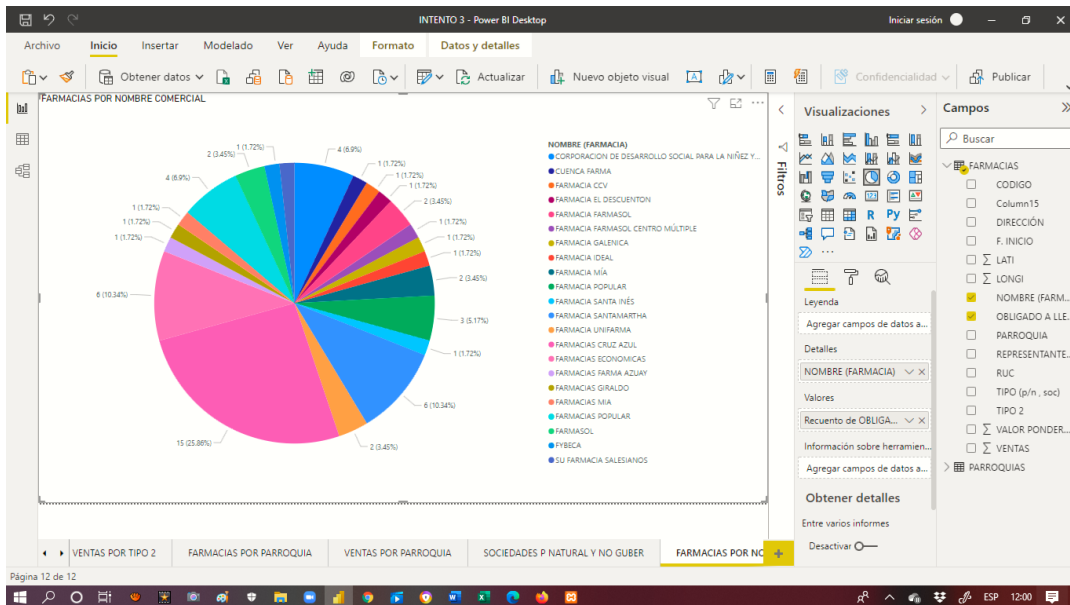 INTENTO 3 - Power BI Desktop
Iniciar sesión
Archivo
Inicio
Insertar
Modelado
Ver
Ayuda
Formato
Datos y detalles
Obtener datos
Actualizar
Nuevo objeto visual
Confidencialidad
Publicar
FARMACIAS POR NOMBRE COMERCIAL
4 (6.9%)
1 (1.72%)
1 (1.72%)
1 (1.72%)
2 (3.45%)
1 (1.72%)
1 (1.72%)
1 (1.72%)
2 (3.45%)
3 (5.17%)
1 (1.72%)
6 (10.34%)
2 (3.45%)
15 (25.86%)
6 (10.34%)
1 (1.72%)
1 (1.72%)
1 (1.72%)
4 (6.9%)
2 (3.45%)
1 (1.72%)
NOMBRE (FARMACIA)
CORPORACION DE DESARROLLO SOCIAL PARA LA NIÑEZ Y...
CUENCA FARMA
FARMACIA CCV
FARMACIA EL DESCUENTON
FARMACIA FARMASOL
FARMACIA FARMASOL CENTRO MÚLTIPLE
FARMACIA GALENICA
FARMACIA IDEAL
FARMACIA MÍA
FARMACIA POPULAR
FARMACIA SANTA INÉS
FARMACIA SANTAMARTHA
FARMACIA UNIFARMA
FARMACIAS CRUZ AZUL
FARMACIAS ECONOMICAS
FARMACIAS FARMA AZUAY
FARMACIAS GIRALDO
FARMACIAS MIA
FARMACIAS POPULAR
FARMASOL
FYBECA
SU FARMACIA SALESIANOS
Filtros
Visualizaciones
R Py
Leyenda
Agregar campos de datos a...
Detalles
NOMBRE (FARMACIA)
Valores
Recuento de OBLIGA...
Información sobre herramien...
Agregar campos de datos a...
Obtener detalles
Entre varios informes
Desactivar
Campos
Buscar
FARMACIAS
CODIGO
Column15
DIRECCIÓN
F. INICIO
∑ LATI
∑ LONGI
NOMBRE (FARM...
OBLIGADO A LLE...
PARROQUIA
REPRESENTANTE...
RUC
TIPO (p/n , soc)
TIPO 2
∑ VALOR PONDER...
∑ VENTAS
PARROQUIAS
VENTAS POR TIPO 2
FARMACIAS POR PARROQUIA
VENTAS POR PARROQUIA
SOCIEDADES P NATURAL Y NO GUBER
FARMACIAS POR NO
Página 12 de 12
ESP
12:00